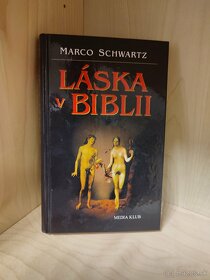 MARCO SCHWARTZ
LÁSKA
V BIBLII
MEDIA KLUB